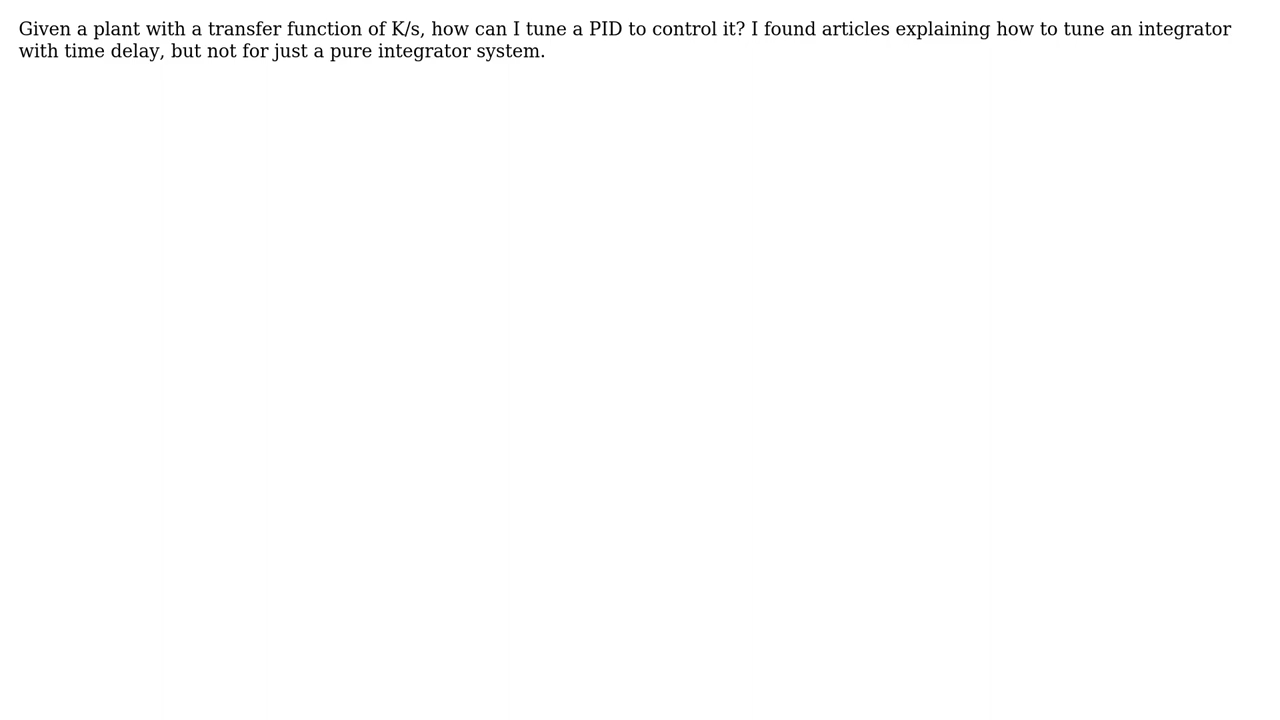 Given a plant with a transfer function of K/s, how can I tune a PID to control it? I found articles explaining how to tune an integrator
with time delay, but not for just a pure integrator system.